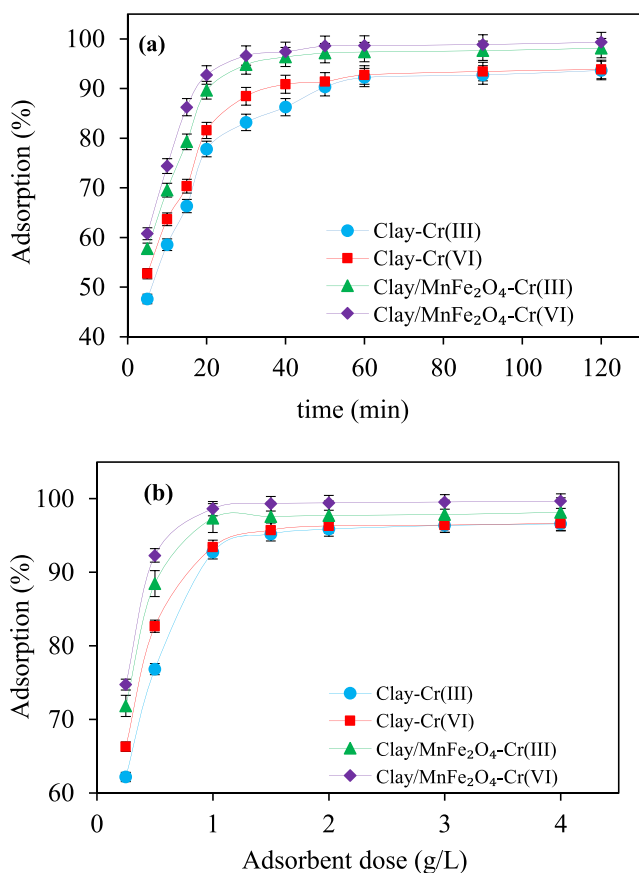 (a)
100
90
80
70
60
50
40
Adsorption (%)
Clay-Cr(III)
Clay-Cr(VI)
Clay/MnFe₂O₄-Cr(III)
Clay/MnFe₂O₄-Cr(VI)
0 20 40 60 80 100 120
time (min)
(b)
100
90
80
70
60
Adsorption (%)
Clay-Cr(III)
Clay-Cr(VI)
Clay/MnFe₂O₄-Cr(III)
Clay/MnFe₂O₄-Cr(VI)
0 1 2 3 4
Adsorbent dose (g/L)